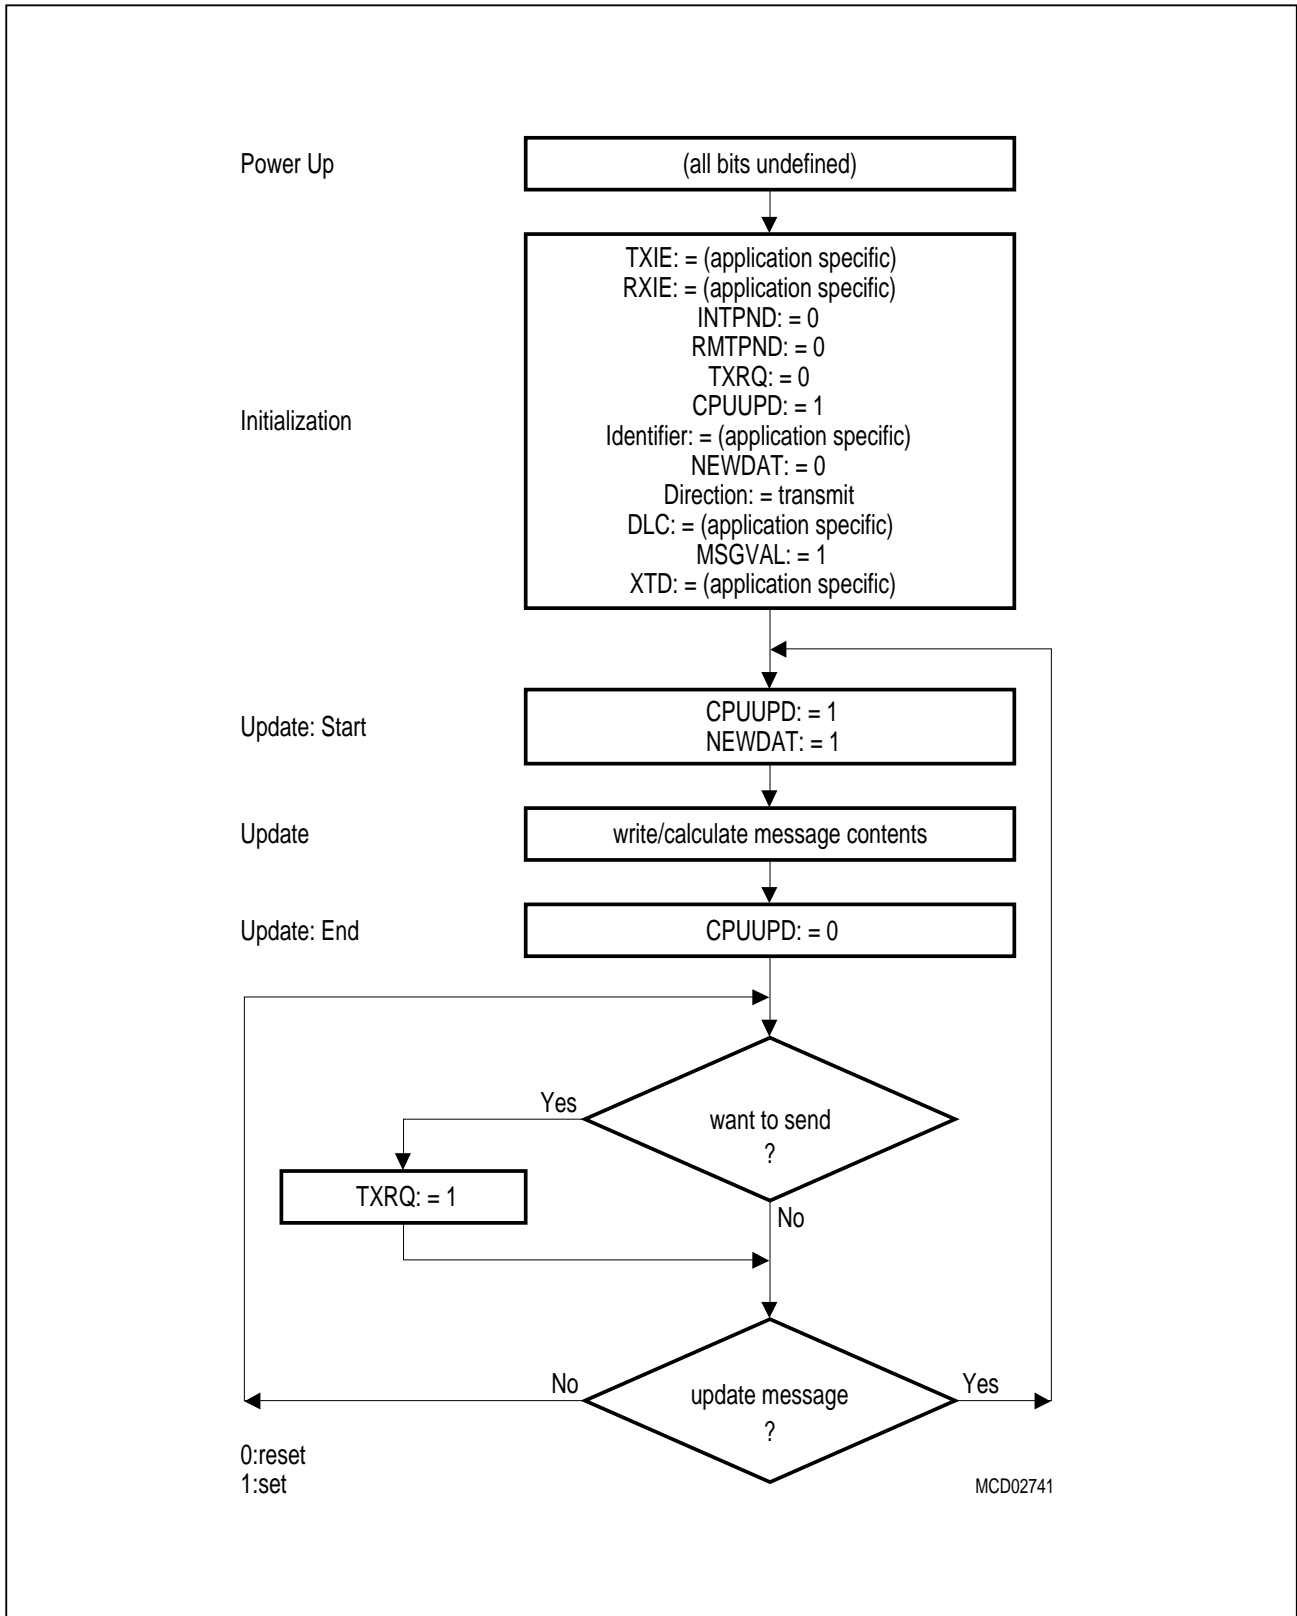 Power Up
(all bits undefined)
Initialization
TXIE: = (application specific)
RXIE: = (application specific)
INTPND: = 0
RMTPND: = 0
TXRQ: = 0
CPUUPD: = 1
Identifier: = (application specific)
NEWDAT: = 0
Direction: = transmit
DLC: = (application specific)
MSGVAL: = 1
XTD: = (application specific)
Update: Start
CPUUPD: = 1
NEWDAT: = 1
Update
write/calculate message contents
Update: End
CPUUPD: = 0
want to send
?
Yes
TXRQ: = 1
No
update message
?
No
Yes
0:reset
1:set
MCD02741